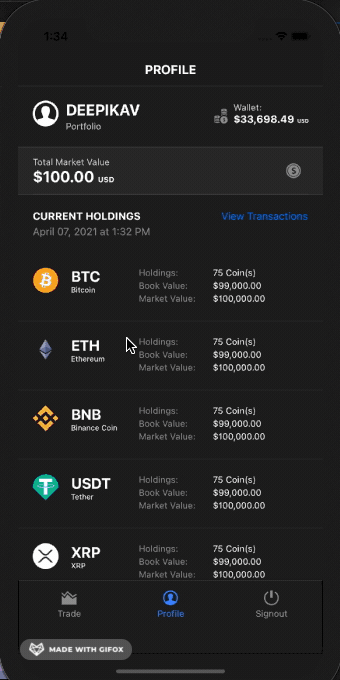 1:34
PROFILE
DEEPIKAV
Portfolio
Wallet:
$33,698.49 USD
Total Market Value
$100.00 USD
CURRENT HOLDINGS
View Transactions
April 07, 2021 at 1:32 PM
BTC
Bitcoin
Holdings: 75 Coin(s)
Book Value: $99,000.00
Market Value: $100,000.00
ETH
Ethereum
Holdings: 75 Coin(s)
Book Value: $99,000.00
Market Value: $100,000.00
BNB
Binance Coin
Holdings: 75 Coin(s)
Book Value: $99,000.00
Market Value: $100,000.00
USDT
Tether
Holdings: 75 Coin(s)
Book Value: $99,000.00
Market Value: $100,000.00
XRP
XRP
Holdings: 75 Coin(s)
Book Value: $99,000.00
Market Value: $100,000.00
Trade
Profile
Signout
MADE WITH GIFOX